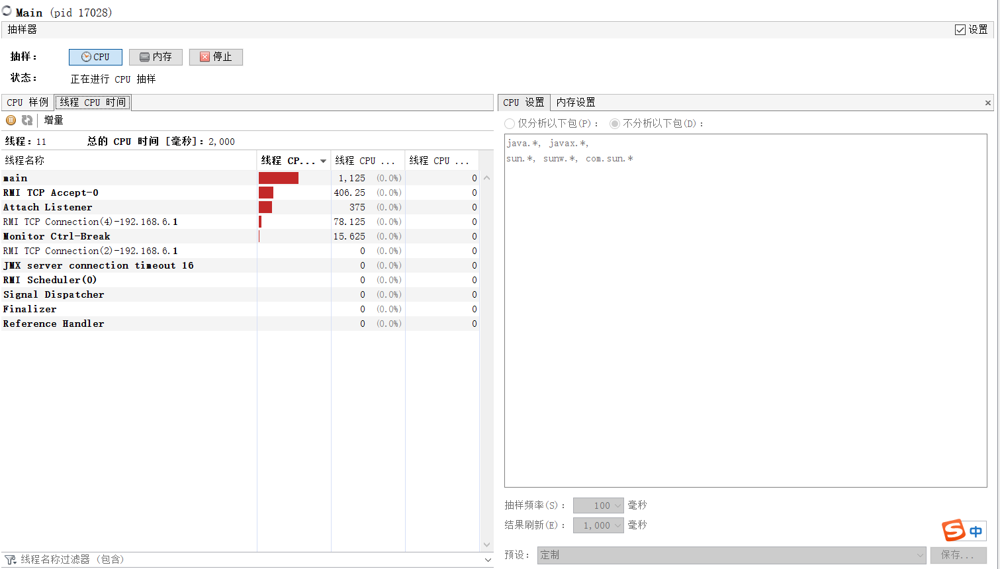 Main (pid 17028)
抽样器 设置
抽样： CPU 内存 停止
状态： 正在进行 CPU 抽样
CPU 样例 线程 CPU 时间
增量
线程：11 总的 CPU 时间 [毫秒]：2,000
线程名称 线程 CP... 线程 CPU ... 线程 CPU ...
main 1,125 (0.0%) 0
RMI TCP Accept-0 406.25 (0.0%) 0
Attach Listener 375 (0.0%) 0
RMI TCP Connection(4)-192.168.6.1 78.125 (0.0%) 0
Monitor Ctrl-Break 15.625 (0.0%) 0
RMI TCP Connection(2)-192.168.6.1 0 (0.0%) 0
JMX server connection timeout 16 0 (0.0%) 0
RMI Scheduler(0) 0 (0.0%) 0
Signal Dispatcher 0 (0.0%) 0
Finalizer 0 (0.0%) 0
Reference Handler 0 (0.0%) 0
线程名称过滤器 (包含)
CPU 设置 内存设置
仅分析以下包(P)： 不分析以下包(D)：
java.*, javax.*,
sun.*, sunw.*, com.sun.*
抽样频率(S)： 100 毫秒
结果刷新(E)： 1,000 毫秒
S 中
预设： 定制 保存...